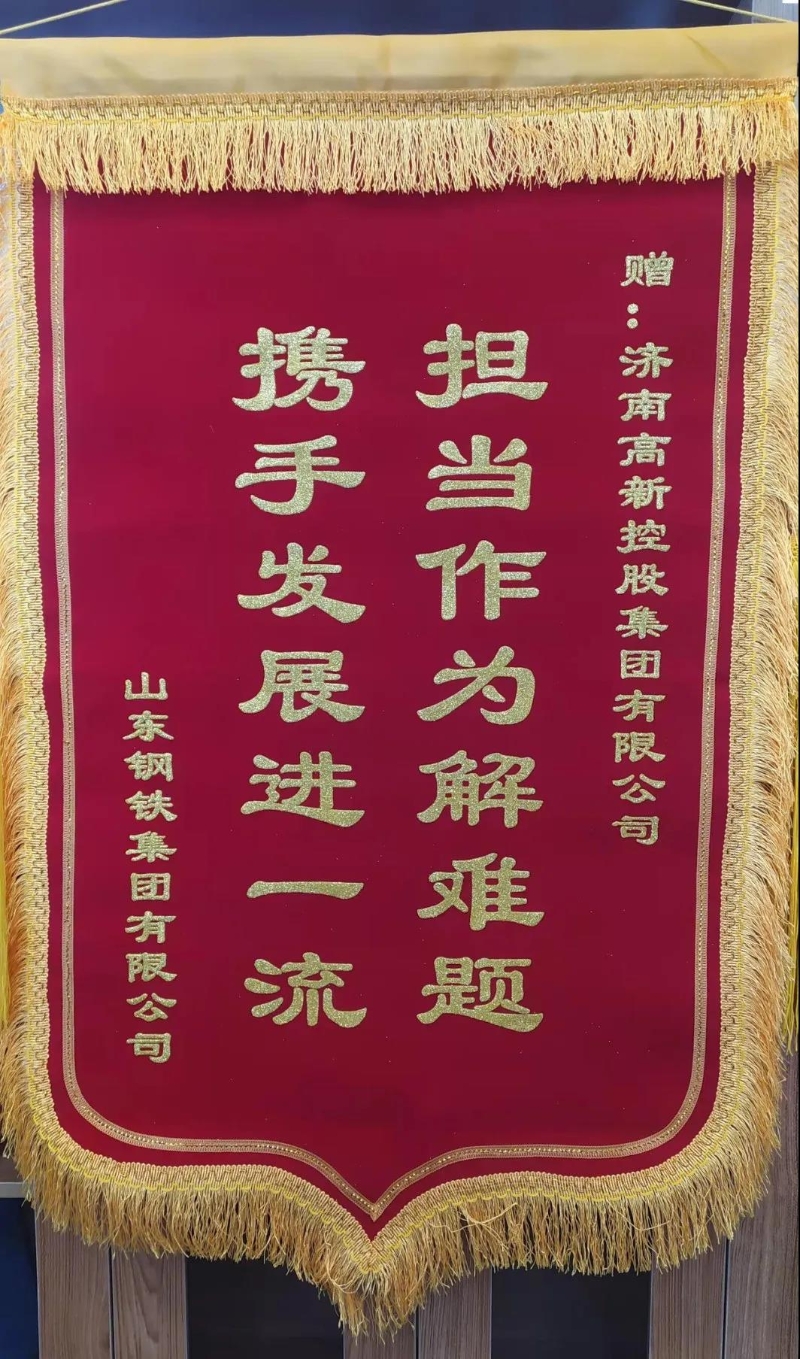 赠：济南高新控股集团有限公司
担当作为解难题
携手发展进一流
山东钢铁集团有限公司